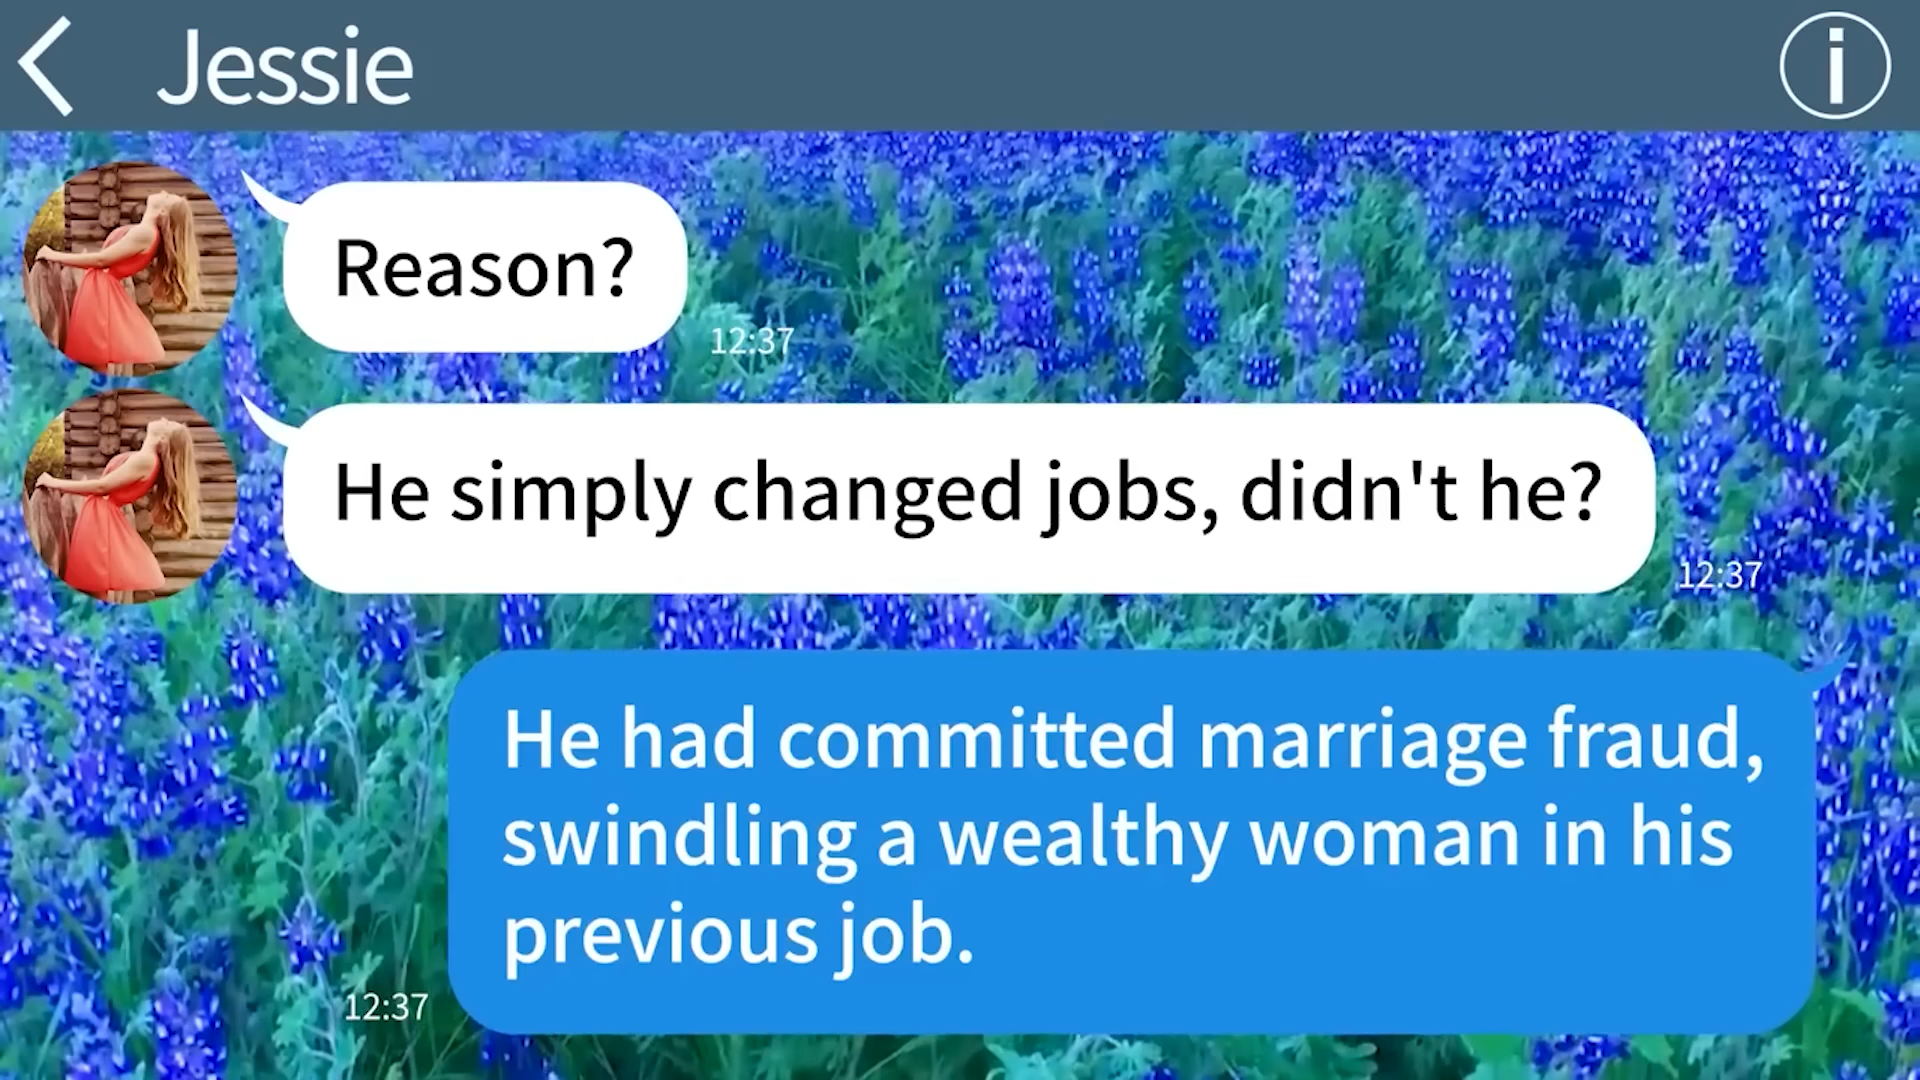 Jessie
Reason?
12:37
He simply changed jobs, didn't he?
12:37
He had committed marriage fraud,
swindling a wealthy woman in his
previous job.
12:37